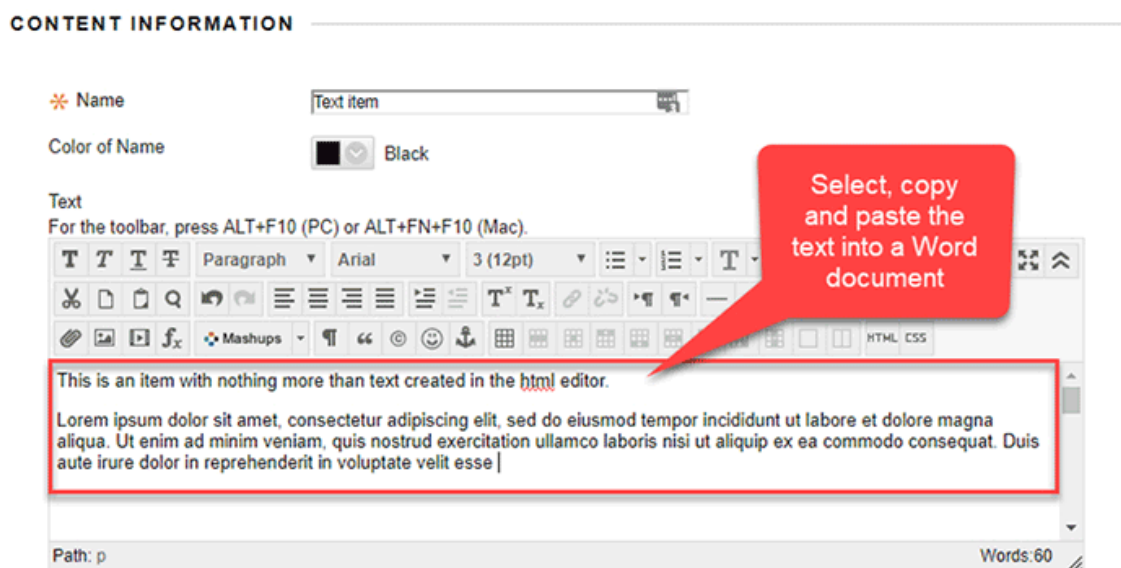 CONTENT INFORMATION
Name
Text item
Color of Name
Black
Text
For the toolbar, press ALT+F10 (PC) or ALT+FN+F10 (Mac).
Select, copy
and paste the
text into a Word
document
T T T T Paragraph Arial 3 (12pt) T
Tx Tx ¶ ¶
fx Mashups ¶ “ © HTML CSS
This is an item with nothing more than text created in the html editor.
Lorem ipsum dolor sit amet, consectetur adipiscing elit, sed do eiusmod tempor incididunt ut labore et dolore magna
aliqua. Ut enim ad minim veniam, quis nostrud exercitation ullamco laboris nisi ut aliquip ex ea commodo consequat. Duis
aute irure dolor in reprehenderit in voluptate velit esse
Path: p
Words:60